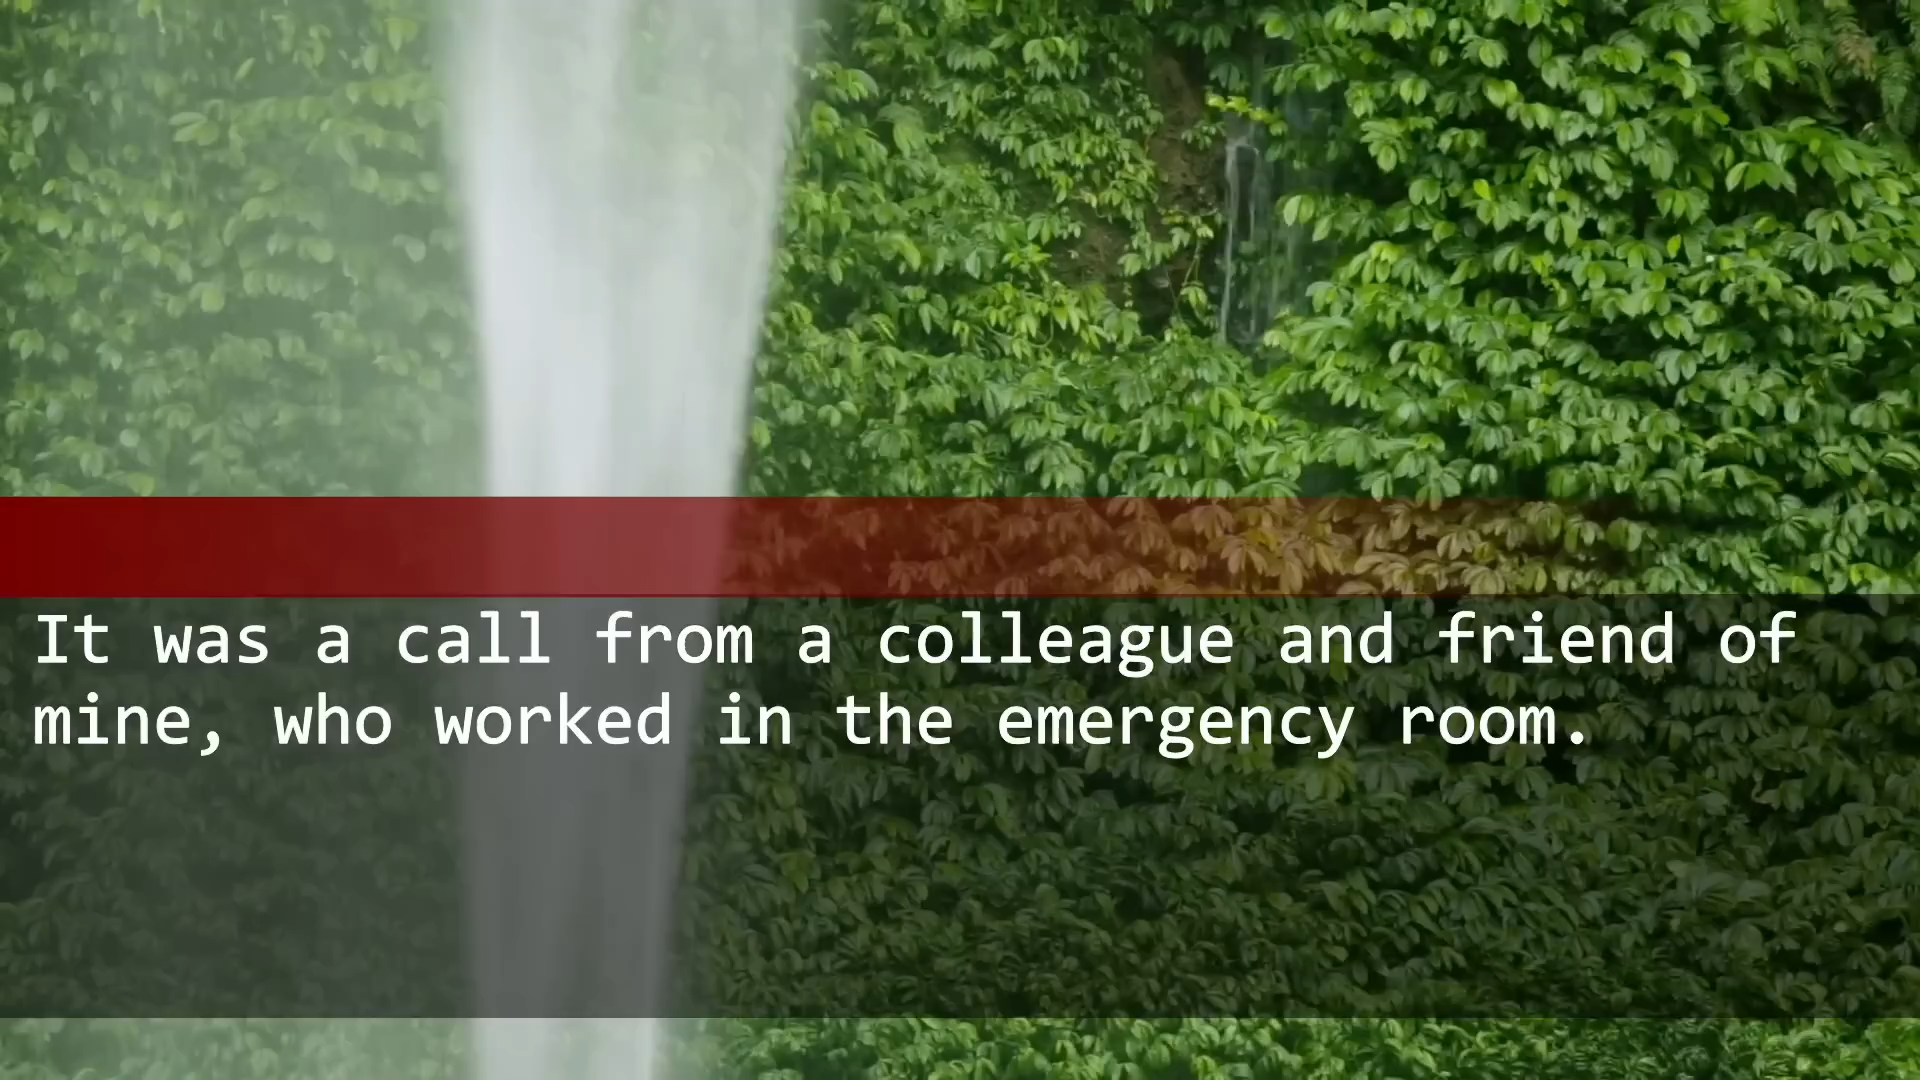 It was a call from a colleague and friend of
mine, who worked in the emergency room.